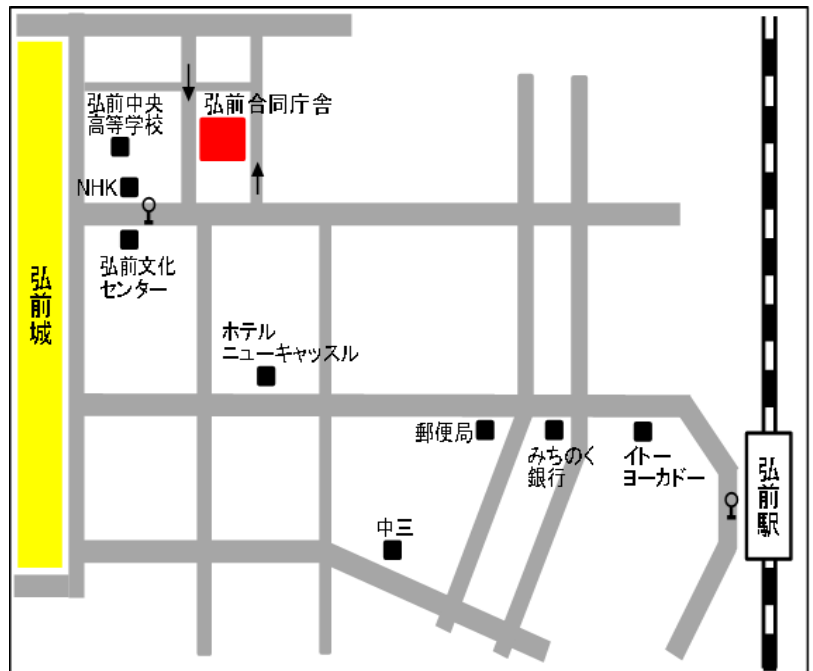 弘前中央
高等学校
弘前合同庁舎
NHK
弘前文化
センター
弘前城
ホテル
ニューキャッスル
郵便局
みちのく
銀行
イトー
ヨーカドー
弘前駅
中三